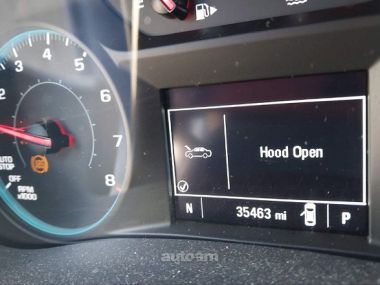 2
3
4
5
6
7
8
AUTO
STOP
OFF
RPM
x1000
Hood Open
N 35463 mi P
autoam